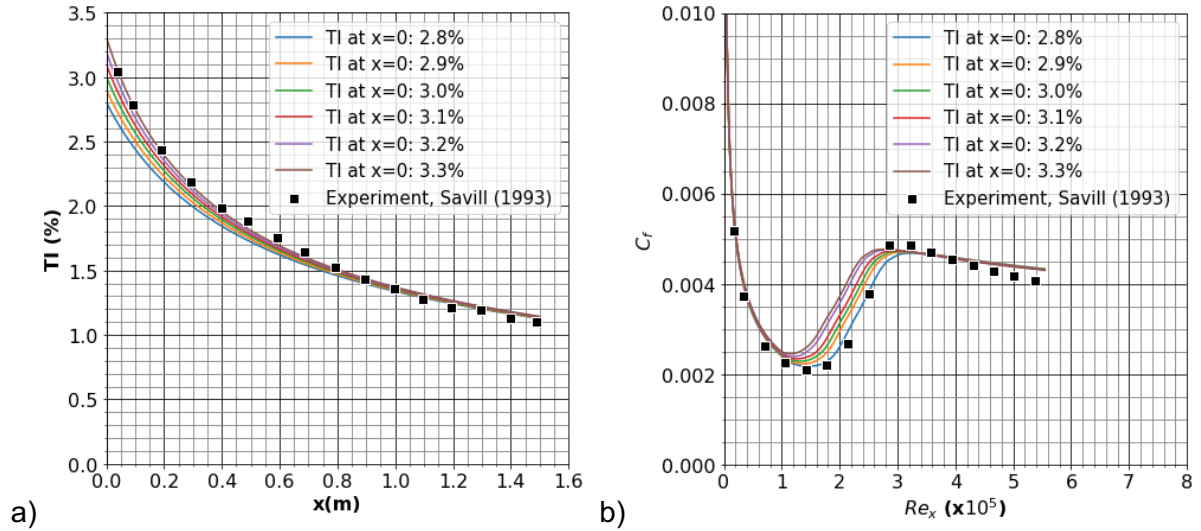 3.5
3.0
2.5
2.0
1.5
1.0
0.5
0.0
TI (%)
TI at x=0: 2.8%
TI at x=0: 2.9%
TI at x=0: 3.0%
TI at x=0: 3.1%
TI at x=0: 3.2%
TI at x=0: 3.3%
Experiment, Savill (1993)
0.0 0.2 0.4 0.6 0.8 1.0 1.2 1.4 1.6
x(m)
a)
0.010
0.008
0.006
0.004
0.002
0.000
C_f
TI at x=0: 2.8%
TI at x=0: 2.9%
TI at x=0: 3.0%
TI at x=0: 3.1%
TI at x=0: 3.2%
TI at x=0: 3.3%
Experiment, Savill (1993)
0 1 2 3 4 5 6 7 8
Re_x (x10^5)
b)